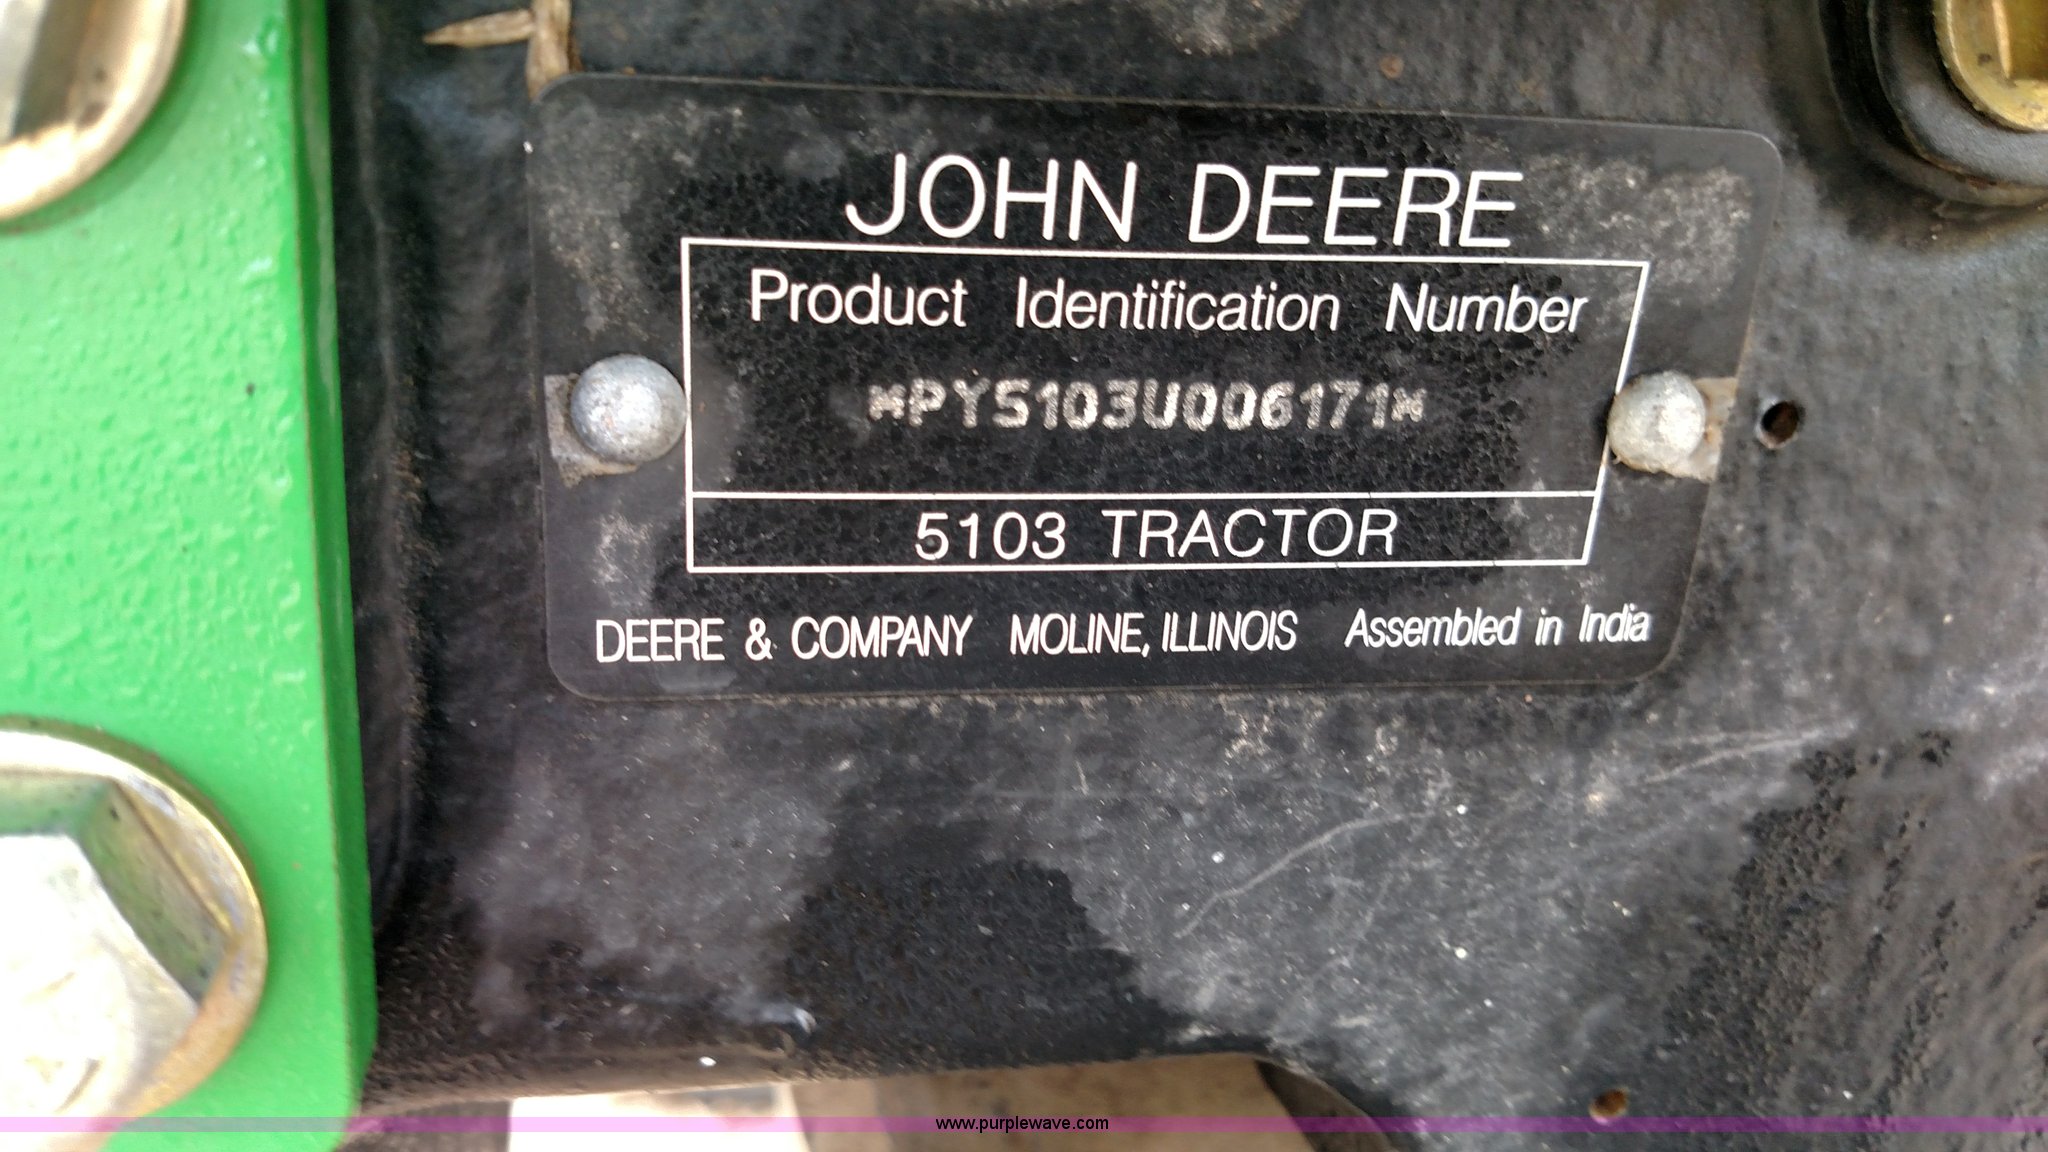 JOHN DEERE
Product Identification Number
*PY5103U006171*
5103 TRACTOR
DEERE & COMPANY MOLINE, ILLINOIS Assembled in India
www.purplewave.com